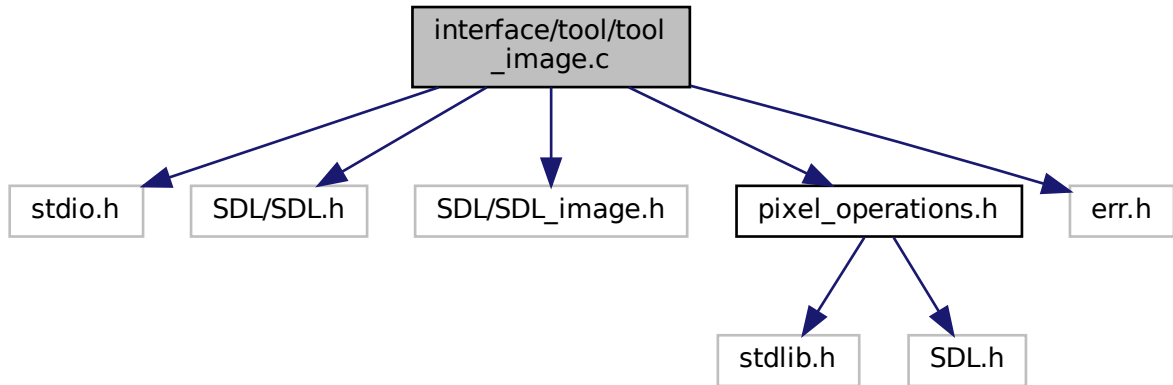 interface/tool/tool
_image.c
stdio.h
SDL/SDL.h
SDL/SDL_image.h
pixel_operations.h
err.h
stdlib.h
SDL.h